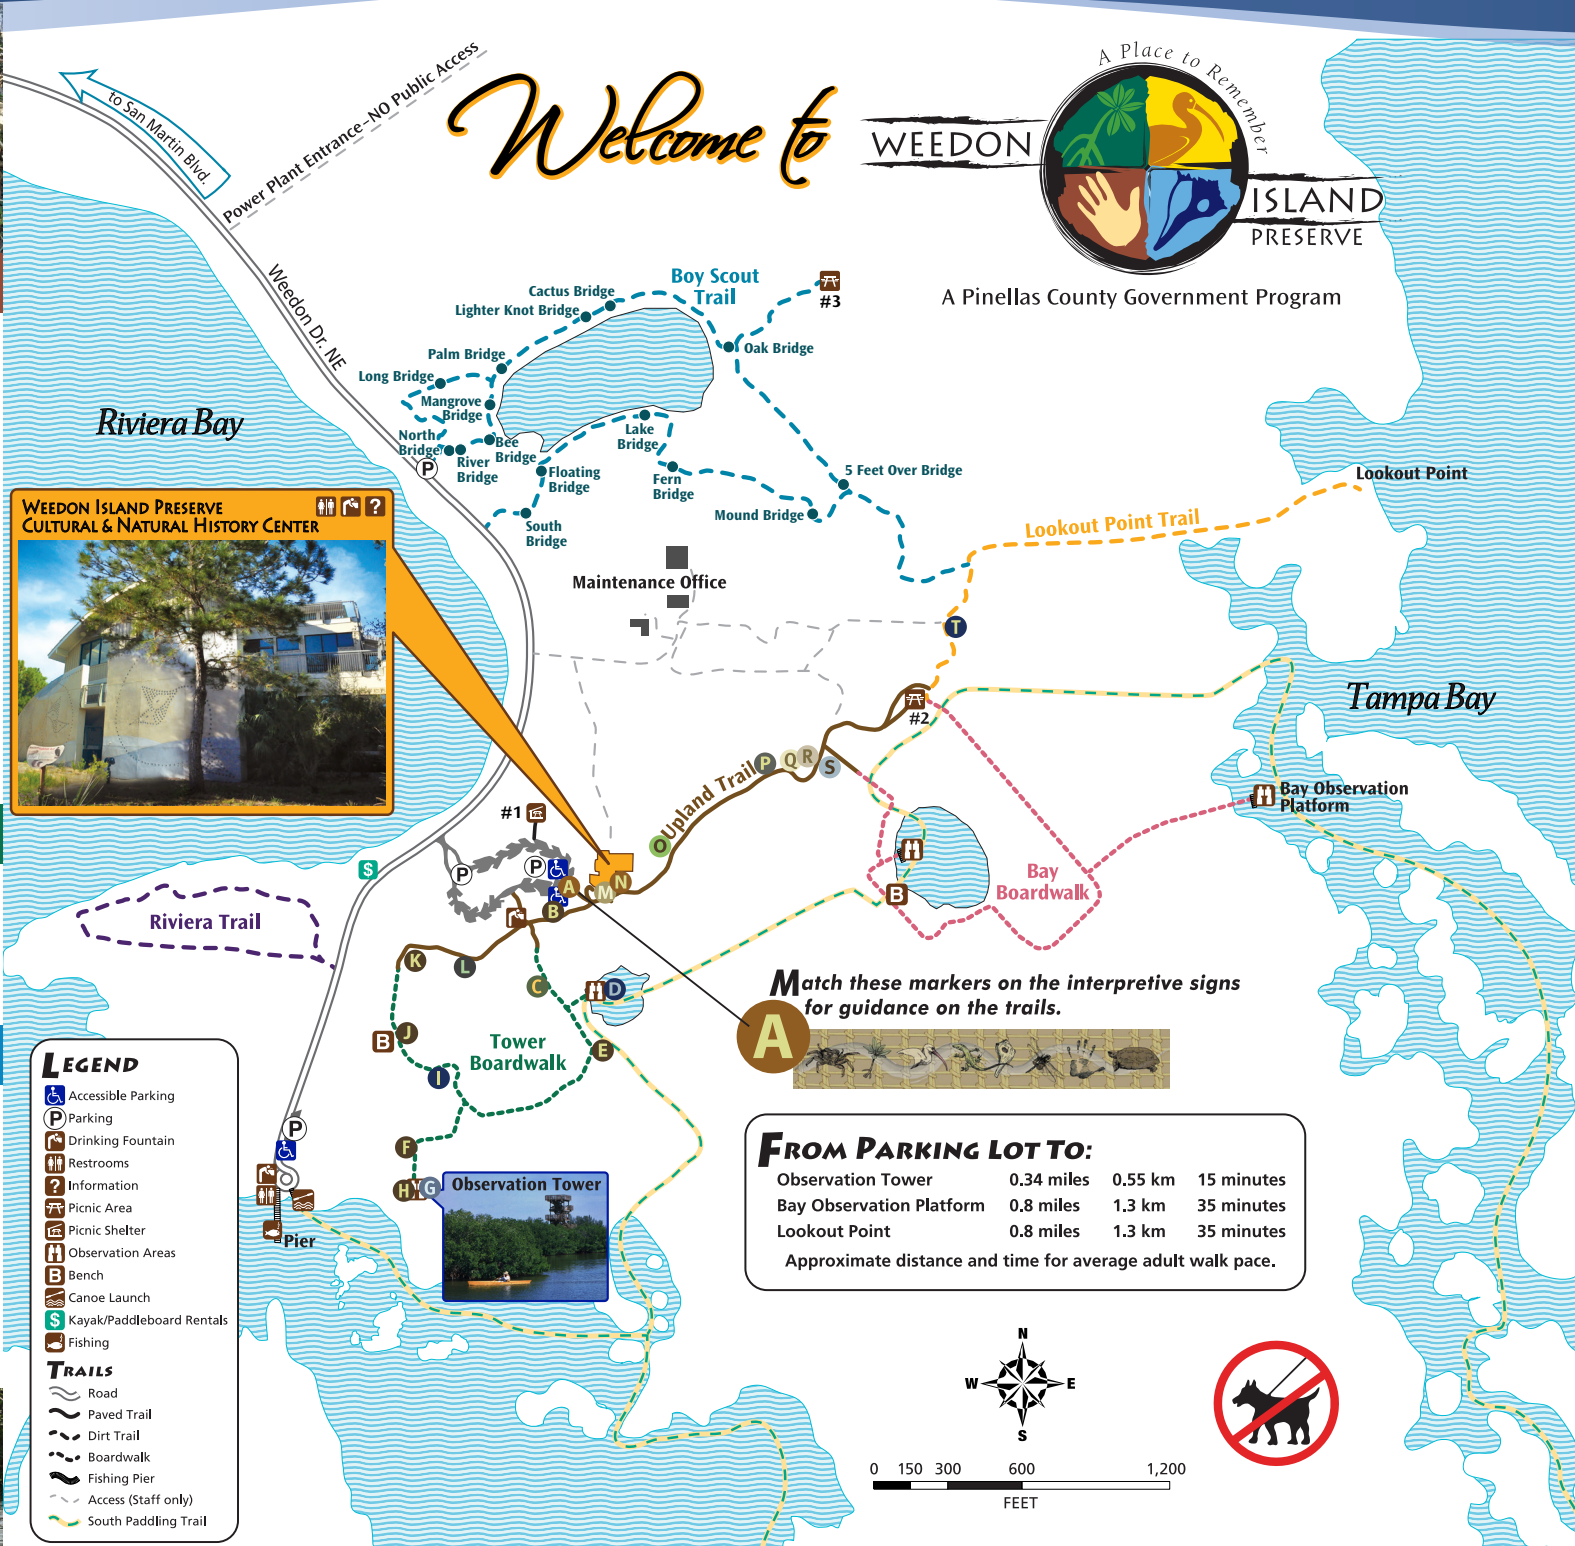 Welcome to
A Place to Remember
WEEDON
ISLAND
PRESERVE
A Pinellas County Government Program
to San Martin Blvd.
Power Plant Entrance–NO Public Access
Weedon Dr. NE
Riviera Bay
Boy Scout
Trail
#3
Cactus Bridge
Lighter Knot Bridge
Oak Bridge
Palm Bridge
Long Bridge
Mangrove
Bridge
North
Bridge
River
Bridge
Bee
Bridge
Floating
Bridge
Lake
Bridge
Fern
Bridge
5 Feet Over Bridge
Mound Bridge
South
Bridge
P
Lookout Point
Lookout Point Trail
WEEDON ISLAND PRESERVE
CULTURAL & NATURAL HISTORY CENTER
?
Maintenance Office
T
Tampa Bay
#2
Upland Trail
P
Q
R
S
O
Bay Observation
Platform
#1
P
P
A
M
N
B
$
Riviera Trail
Bay
Boardwalk
B
K
L
C
D
E
J
B
I
Tower
Boardwalk
F
H
G
Observation Tower
Match these markers on the interpretive signs
for guidance on the trails.
A
P
Pier
LEGEND
Accessible Parking
P Parking
Drinking Fountain
Restrooms
? Information
Picnic Area
Picnic Shelter
Observation Areas
B Bench
Canoe Launch
$ Kayak/Paddleboard Rentals
Fishing
TRAILS
Road
Paved Trail
Dirt Trail
Boardwalk
Fishing Pier
Access (Staff only)
South Paddling Trail
FROM PARKING LOT TO:
Observation Tower 0.34 miles 0.55 km 15 minutes
Bay Observation Platform 0.8 miles 1.3 km 35 minutes
Lookout Point 0.8 miles 1.3 km 35 minutes
Approximate distance and time for average adult walk pace.
N
W E
S
0 150 300 600 1,200
FEET